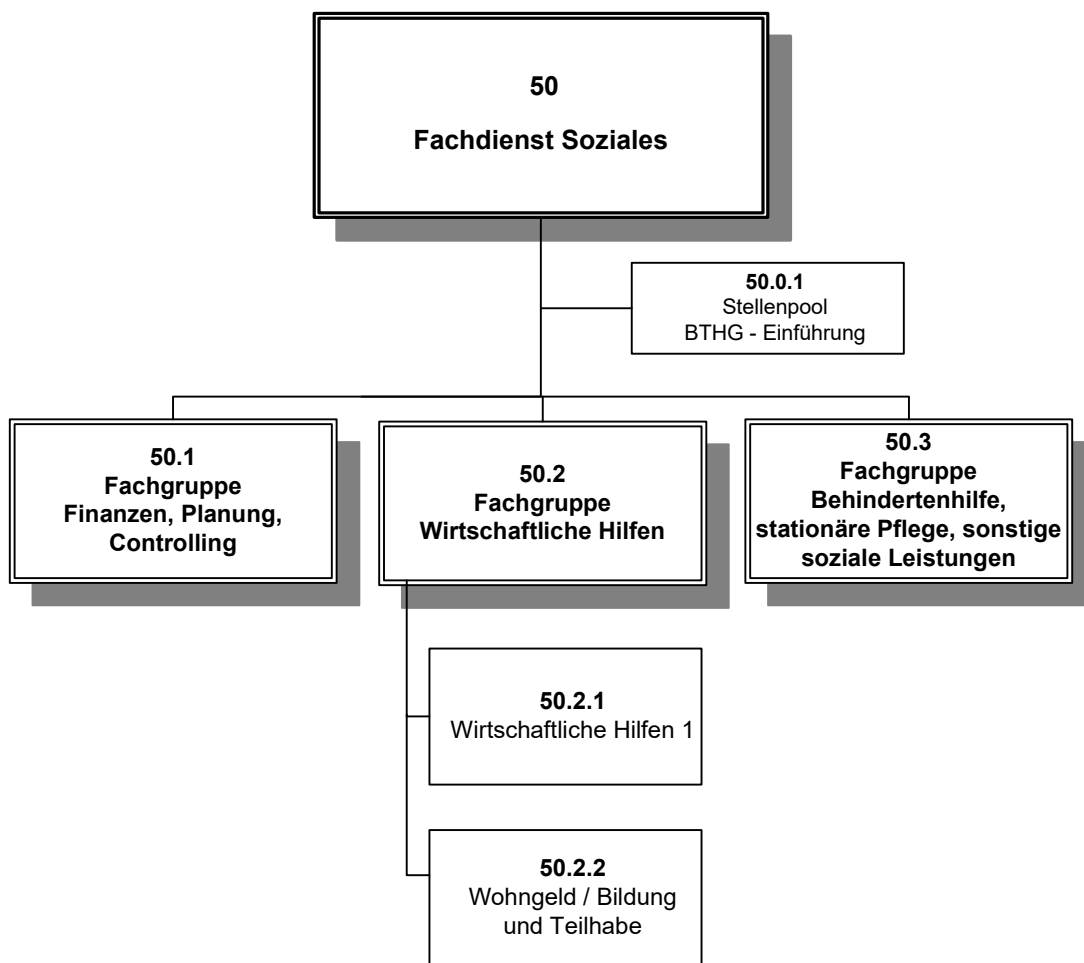 50
Fachdienst Soziales
50.0.1
Stellenpool
BTHG - Einführung
50.1
Fachgruppe
Finanzen, Planung,
Controlling
50.2
Fachgruppe
Wirtschaftliche Hilfen
50.3
Fachgruppe
Behindertenhilfe,
stationäre Pflege, sonstige
soziale Leistungen
50.2.1
Wirtschaftliche Hilfen 1
50.2.2
Wohngeld / Bildung
und Teilhabe